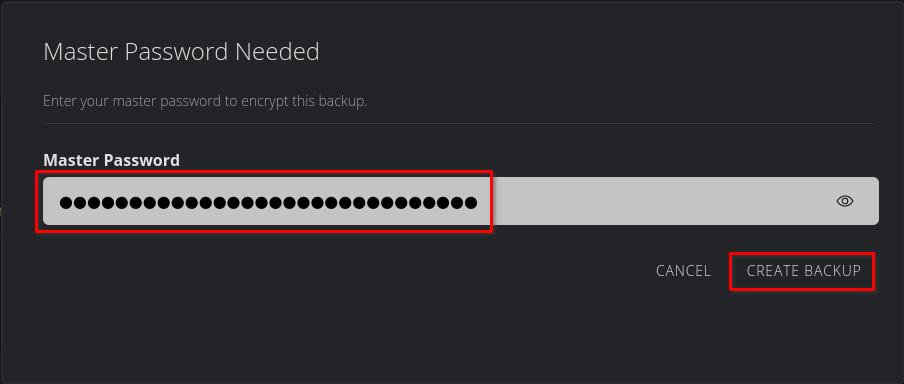 Master Password Needed
Enter your master password to encrypt this backup.
Master Password
●●●●●●●●●●●●●●●●●●●●●●●●●●●●●●
CANCEL CREATE BACKUP